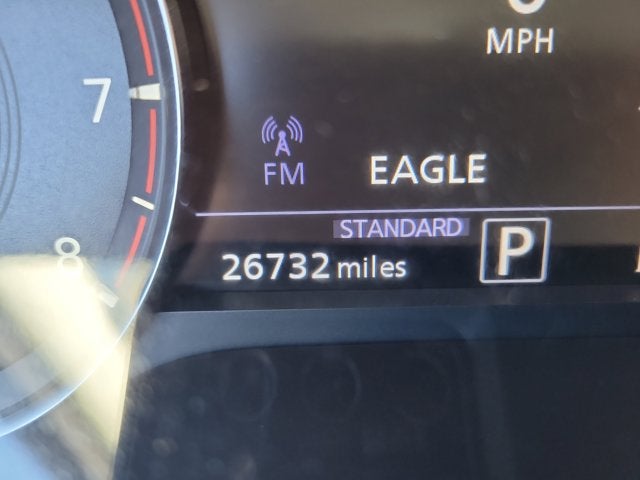 MPH
7
FM EAGLE
STANDARD
8
26732 miles P